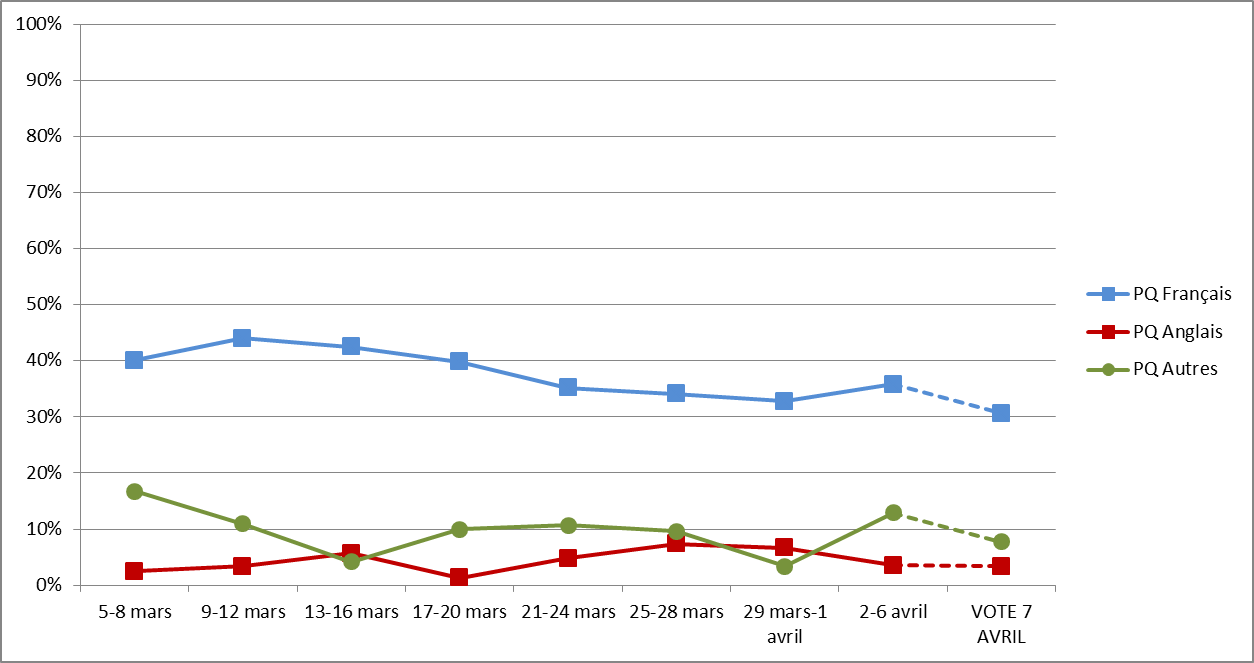 100%
90%
80%
70%
60%
50%
40%
30%
20%
10%
0%
5-8 mars
9-12 mars
13-16 mars
17-20 mars
21-24 mars
25-28 mars
29 mars-1
avril
2-6 avril
VOTE 7
AVRIL
PQ Français
PQ Anglais
PQ Autres